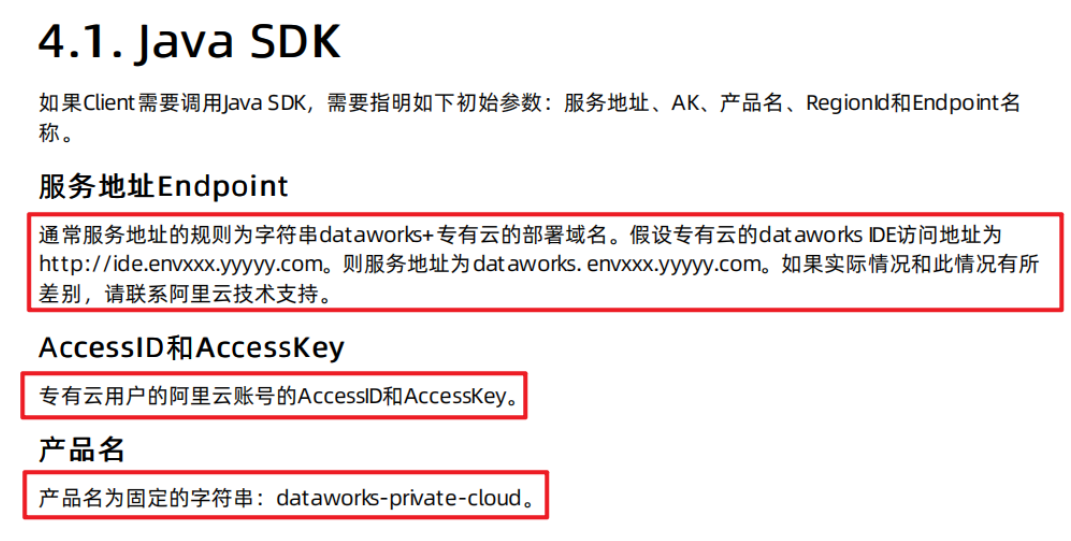 4.1. Java SDK
如果Client需要调用Java SDK，需要指明如下初始参数：服务地址、AK、产品名、RegionId和Endpoint名
称。
服务地址Endpoint
通常服务地址的规则为字符串dataworks+专有云的部署域名。假设专有云的dataworks IDE访问地址为
http://ide.envxxx.yyyyy.com。则服务地址为dataworks. envxxx.yyyyy.com。如果实际情况和此情况有所
差别，请联系阿里云技术支持。
AccessID和AccessKey
专有云用户的阿里云账号的AccessID和AccessKey。
产品名
产品名为固定的字符串：dataworks-private-cloud。